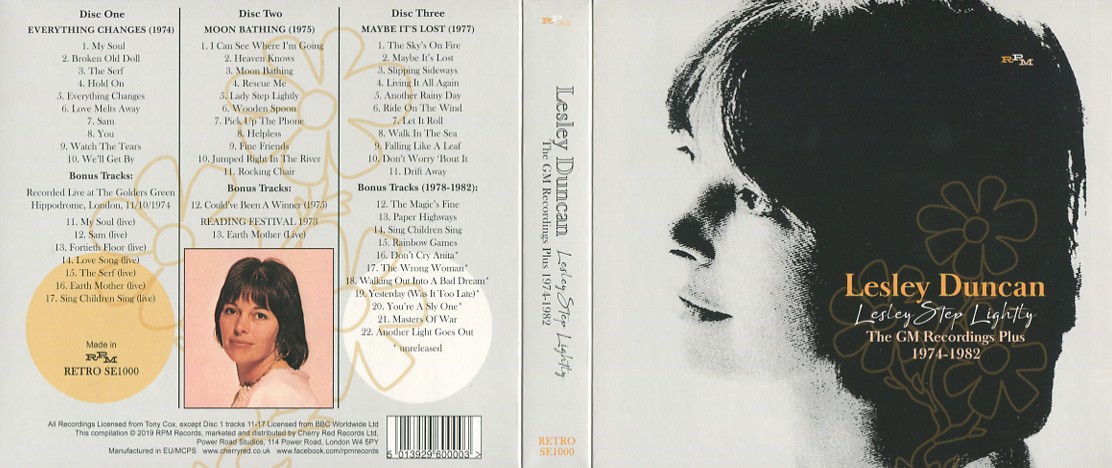 Disc One
EVERYTHING CHANGES (1974)
1. My Soul
2. Broken Old Doll
3. The Serf
4. Hold On
5. Everything Changes
6. Love Melts Away
7. Sam
8. You
9. Watch The Tears
10. We'll Get By
Bonus Tracks:
Recorded Live at The Golders Green
Hippodrome, London, 11/10/1974
11. My Soul (live)
12. Sam (live)
13. Fortieth Floor (live)
14. Love Song (live)
15. The Serf (live)
16. Earth Mother (live)
17. Sing Children Sing (live)
Made in
RPM
RETRO SE1000
Disc Two
MOON BATHING (1975)
1. I Can See Where I'm Going
2. Heaven Knows
3. Moon Bathing
4. Rescue Me
5. Lady Step Lightly
6. Wooden Spoon
7. Pick Up The Phone
8. Helpless
9. Fine Friends
10. Jumped Right In The River
11. Rocking Chair
Bonus Tracks:
12. Could've Been A Winner (1975)
READING FESTIVAL 1973
13. Earth Mother (Live)
Disc Three
MAYBE IT'S LOST (1977)
1. The Sky's On Fire
2. Maybe It's Lost
3. Slipping Sideways
4. Living It All Again
5. Another Rainy Day
6. Ride On The Wind
7. Let It Roll
8. Walk In The Sea
9. Falling Like A Leaf
10. Don't Worry 'Bout It
11. Drift Away
Bonus Tracks (1978-1982):
12. The Magic's Fine
13. Paper Highways
14. Sing Children Sing
15. Rainbow Games
16. Don't Cry Anita*
17. The Wrong Woman*
18. Walking Out Into A Bad Dream*
19. Yesterday (Was It Too Late)*
20. You're A Sly One*
21. Masters Of War
22. Another Light Goes Out
* unreleased
All Recordings Licensed from Tony Cox, except Disc 1 tracks 11-17 Licensed from BBC Worldwide Ltd
This compilation © 2019 RPM Records, marketed and distributed by Cherry Red Records Ltd,
Power Road Studios, 114 Power Road, London W4 5PY
Manufactured in EU/MCPS www.cherryred.co.uk www.facebook.com/rpmrecords
5 013929 600003 >
RPM
Lesley Duncan Lesley Step Lightly
The GM Recordings Plus 1974-1982
RETRO
SE1000
RPM
Lesley Duncan
Lesley Step Lightly
The GM Recordings Plus
1974-1982